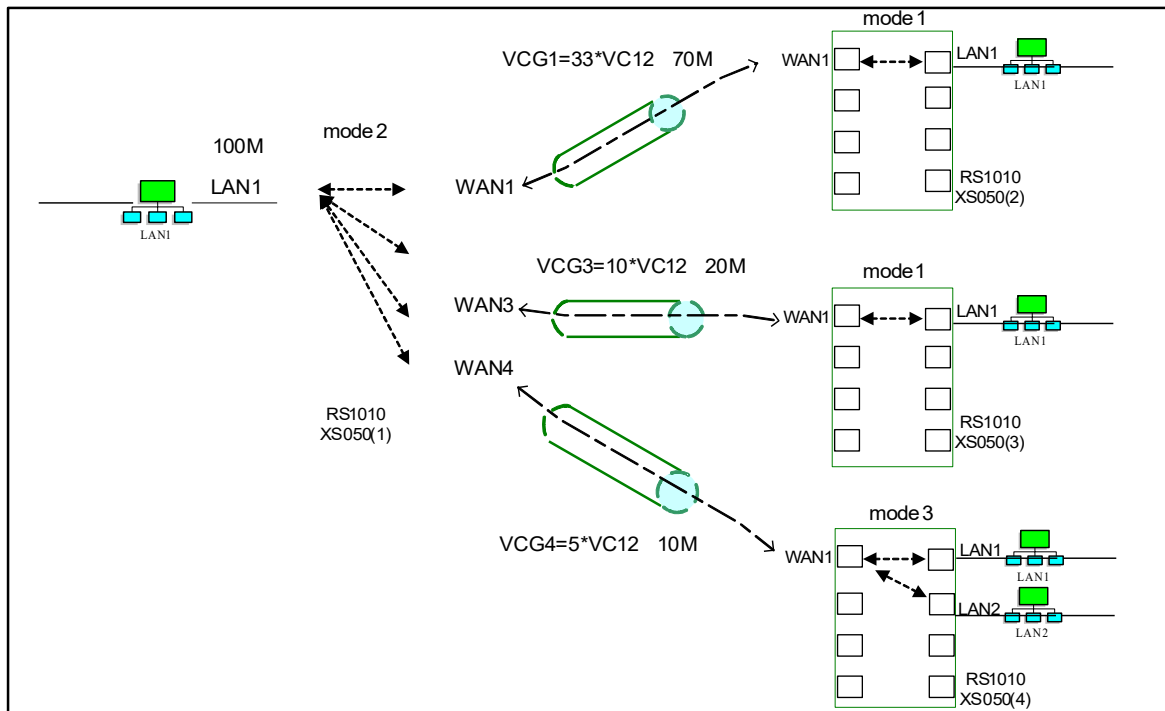 100M
LAN1
LAN1
mode 2
RS1010
XS050(1)
VCG1=33*VC12 70M
WAN1
mode 1
WAN1
LAN1
LAN1
RS1010
XS050(2)
VCG3=10*VC12 20M
WAN3
mode 1
WAN1
LAN1
LAN1
RS1010
XS050(3)
WAN4
VCG4=5*VC12 10M
mode 3
WAN1
LAN1
LAN1
LAN2
LAN2
RS1010
XS050(4)